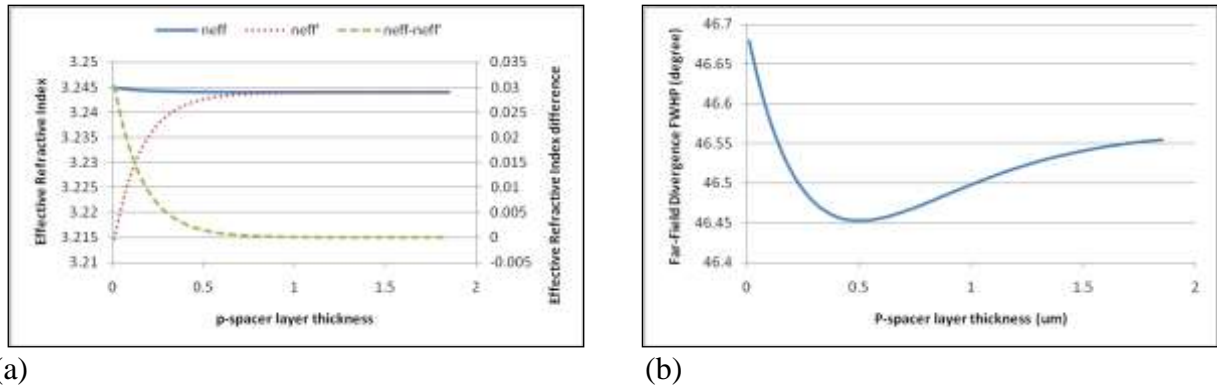 neff neff' neff-neff'
3.25
3.245
3.24
3.235
3.23
3.225
3.22
3.215
3.21
Effective Refractive Index
0.035
0.03
0.025
0.02
0.015
0.01
0.005
0
-0.005
Effective Refractive Index difference
0 0.5 1 1.5 2
p-spacer layer thickness
46.7
46.65
46.6
46.55
46.5
46.45
46.4
Far-Field Divergence FWHP (degree)
0 0.5 1 1.5 2
P-spacer layer thickness (um)
(a)
(b)